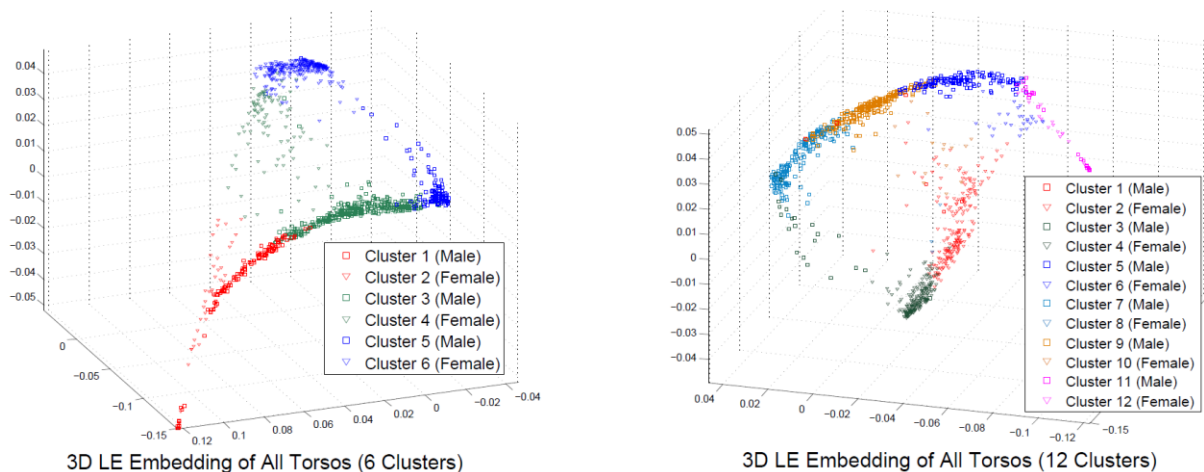 0.04
0.03
0.02
0.01
0
−0.01
−0.02
−0.03
−0.04
−0.05
0
−0.05
−0.1
−0.15
0.12
0.1
0.08
0.06
0.04
0.02
0
−0.02
−0.04
Cluster 1 (Male)
Cluster 2 (Female)
Cluster 3 (Male)
Cluster 4 (Female)
Cluster 5 (Male)
Cluster 6 (Female)
3D LE Embedding of All Torsos (6 Clusters)
0.05
0.04
0.03
0.02
0.01
0
−0.01
−0.02
−0.03
−0.04
0.04
0.02
0
−0.02
−0.04
−0.06
−0.08
−0.1
−0.12
−0.15
Cluster 1 (Male)
Cluster 2 (Female)
Cluster 3 (Male)
Cluster 4 (Female)
Cluster 5 (Male)
Cluster 6 (Female)
Cluster 7 (Male)
Cluster 8 (Female)
Cluster 9 (Male)
Cluster 10 (Female)
Cluster 11 (Male)
Cluster 12 (Female)
3D LE Embedding of All Torsos (12 Clusters)